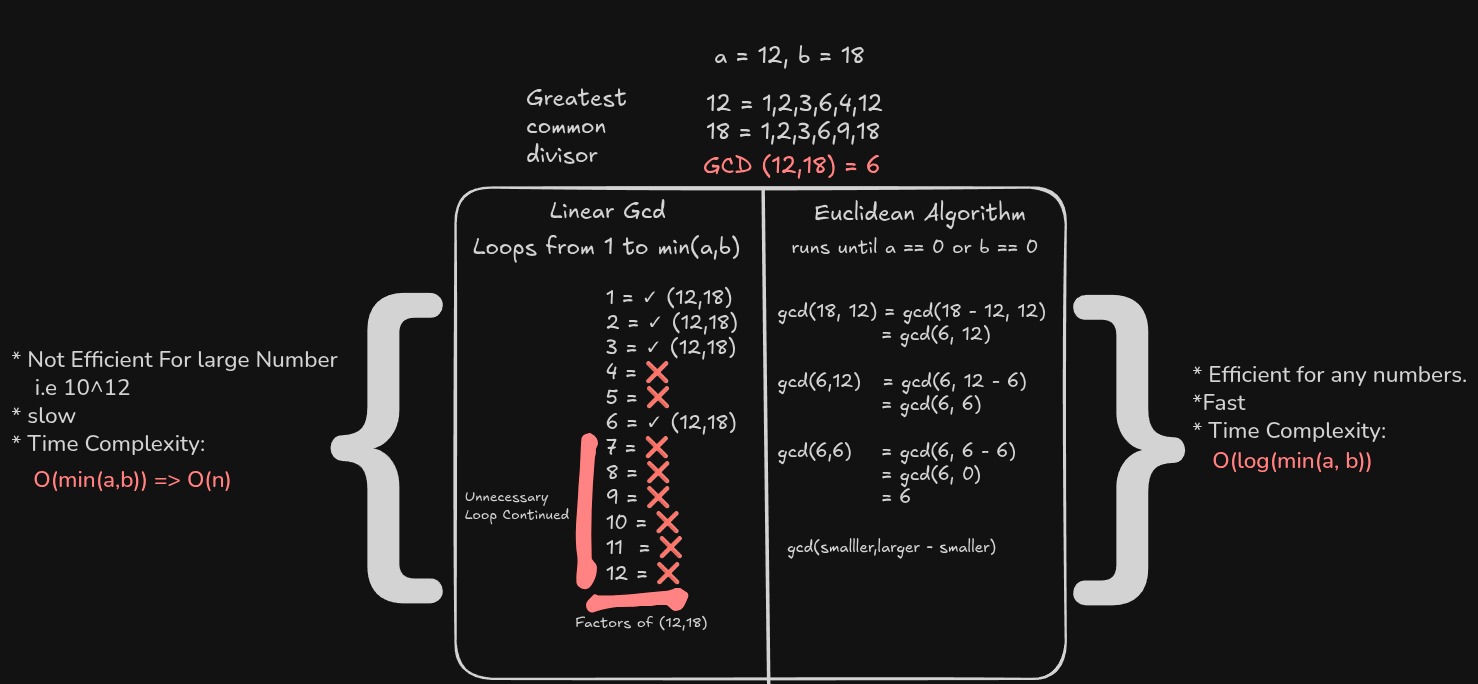 a = 12, b = 18
Greatest
common
divisor
12 = 1,2,3,6,4,12
18 = 1,2,3,6,9,18
GCD (12,18) = 6
Linear Gcd
Loops from 1 to min(a,b)
1 = ✓ (12,18)
2 = ✓ (12,18)
3 = ✓ (12,18)
4 = ❌
5 = ❌
6 = ✓ (12,18)
7 = ❌
8 = ❌
9 = ❌
10 = ❌
11 = ❌
12 = ❌
Unnecessary
Loop Continued
Factors of (12,18)
Euclidean Algorithm
runs until a == 0 or b == 0
gcd(18, 12) = gcd(18 - 12, 12)
= gcd(6, 12)
gcd(6,12) = gcd(6, 12 - 6)
= gcd(6, 6)
gcd(6,6) = gcd(6, 6 - 6)
= gcd(6, 0)
= 6
gcd(smalller,larger - smaller)
* Not Efficient For large Number
i.e 10^12
* slow
* Time Complexity:
O(min(a,b)) => O(n)
* Efficient for any numbers.
*Fast
* Time Complexity:
O(log(min(a, b))